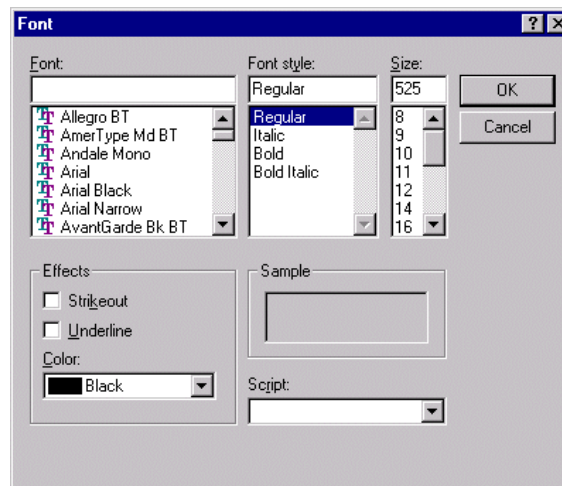 Font
Font:
Font style:
Size:
Regular
525
OK
Cancel
Allegro BT
AmerType Md BT
Andale Mono
Arial
Arial Black
Arial Narrow
AvantGarde Bk BT
Regular
Italic
Bold
Bold Italic
8
9
10
11
12
14
16
Effects
Strikeout
Underline
Color:
Black
Sample
Script: